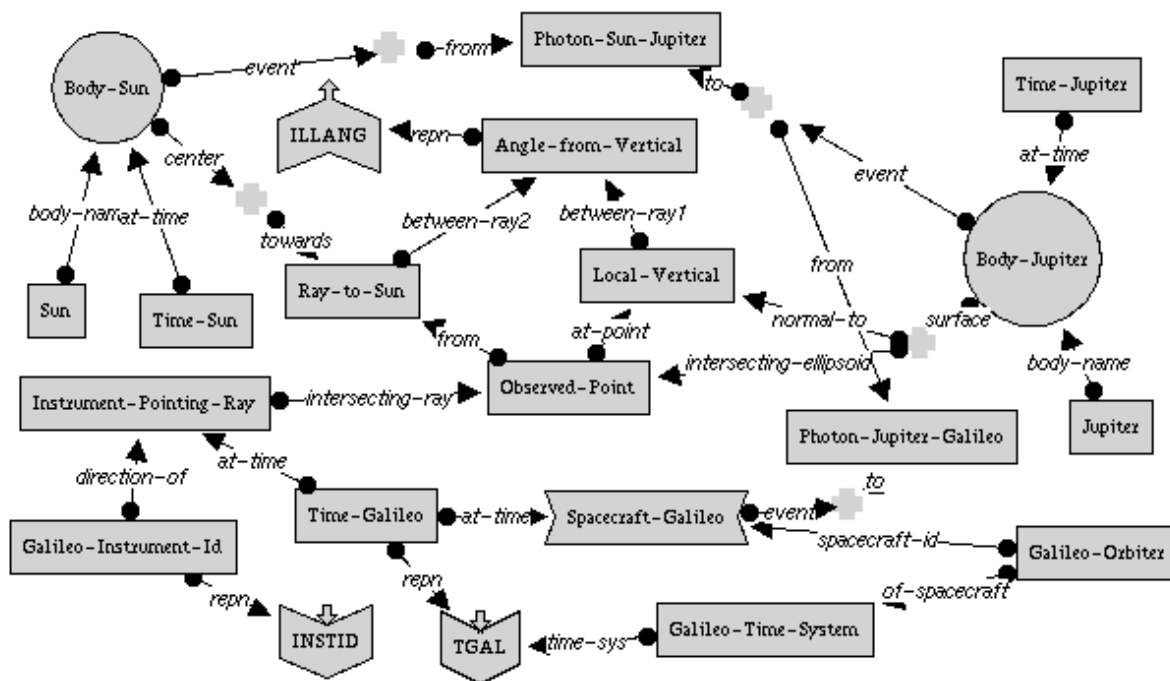 Photon-Sun-Jupiter
from
event
Body-Sun
to
Time-Jupiter
ILLANG
repn
Angle-from-Vertical
at-time
center
event
body-nam
at-time
between-ray2
between-ray1
towards
Body-Jupiter
from
Ray-to-Sun
Local-Vertical
Sun
Time-Sun
normal-to
surface
from
at-point
intersecting-ellipsoid
body-name
Instrument-Pointing-Ray
intersecting-ray
Observed-Point
Photon-Jupiter-Galileo
Jupiter
at-time
direction-of
to
Time-Galileo
at-time
Spacecraft-Galileo
event
spacecraft-id
Galileo-Instrument-Id
Galileo-Orbiter
repn
repn
of-spacecraft
INSTID
TGAL
time-sys
Galileo-Time-System